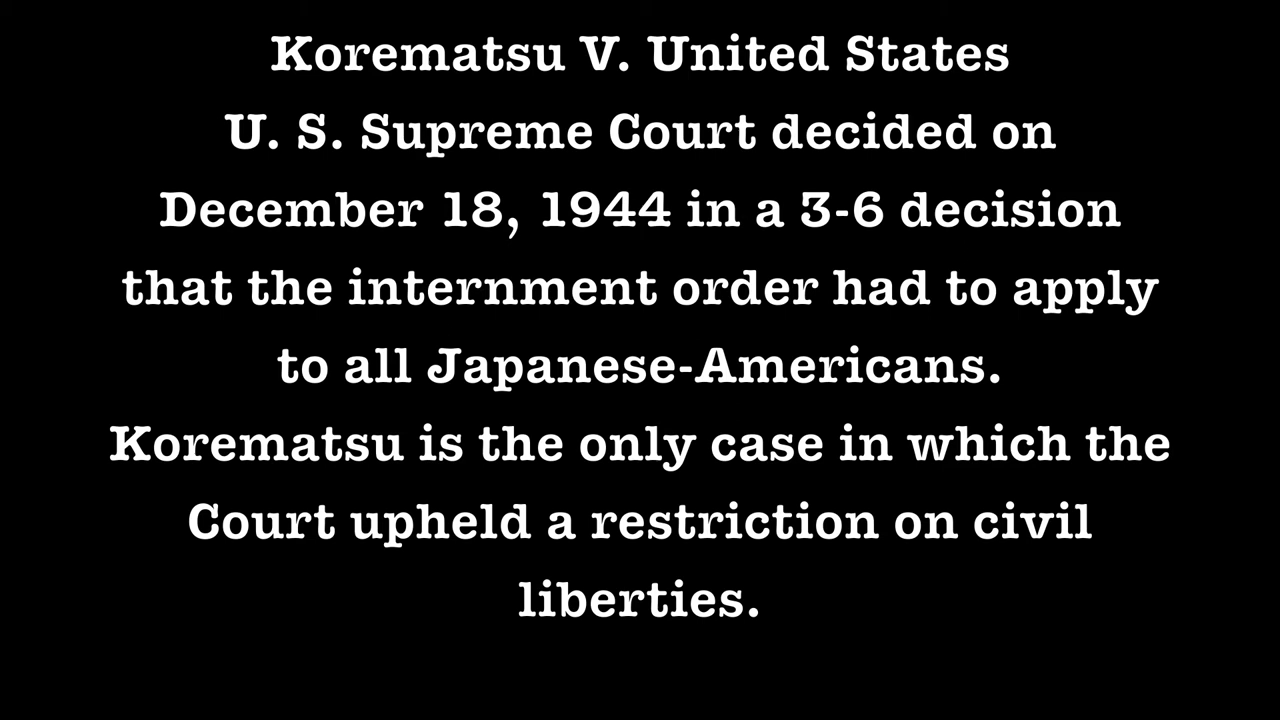 Korematsu V. United States
U. S. Supreme Court decided on
December 18, 1944 in a 3-6 decision
that the internment order had to apply
to all Japanese-Americans.
Korematsu is the only case in which the
Court upheld a restriction on civil
liberties.